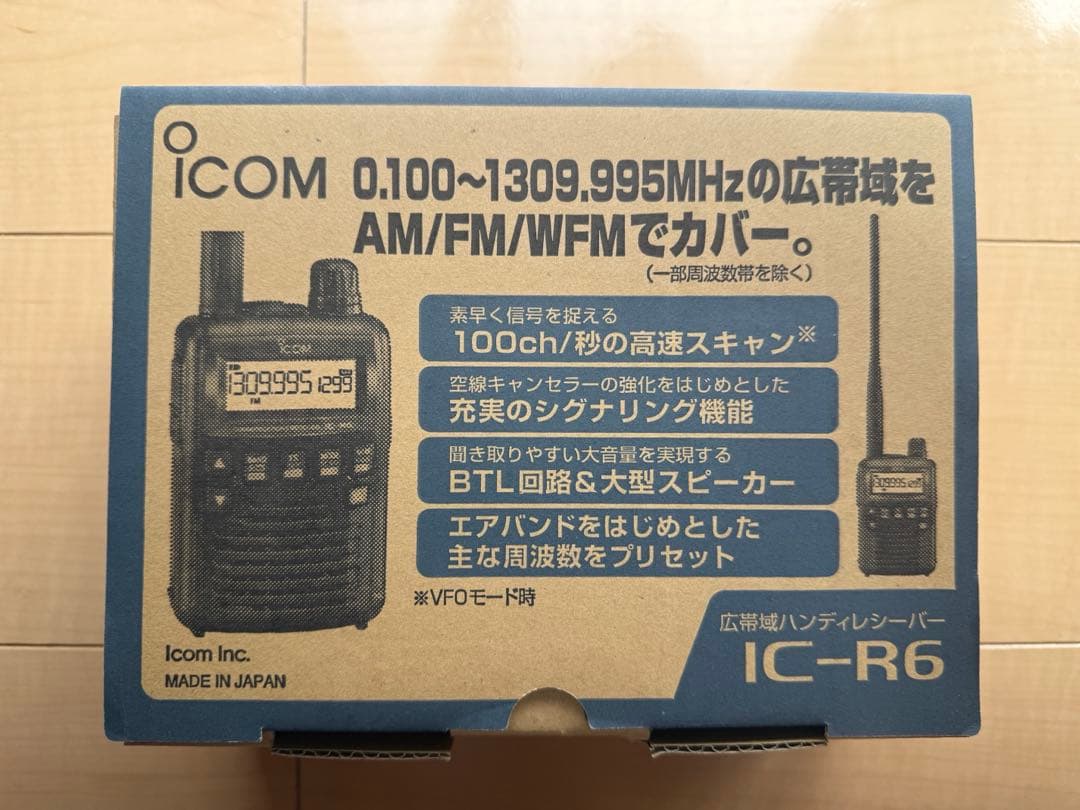 iCOM
0.100~1309.995MHzの広帯域を
AM/FM/WFMでカバー。
(一部周波数帯を除く)
素早く信号を捉える
100ch/秒の高速スキャン※
空線キャンセラーの強化をはじめとした
充実のシグナリング機能
聞き取りやすい大音量を実現する
BTL回路&大型スピーカー
エアバンドをはじめとした
主な周波数をプリセット
※VFOモード時
iCOM
1309.995 1299
FM
Icom Inc.
MADE IN JAPAN
広帯域ハンディレシーバー
IC-R6